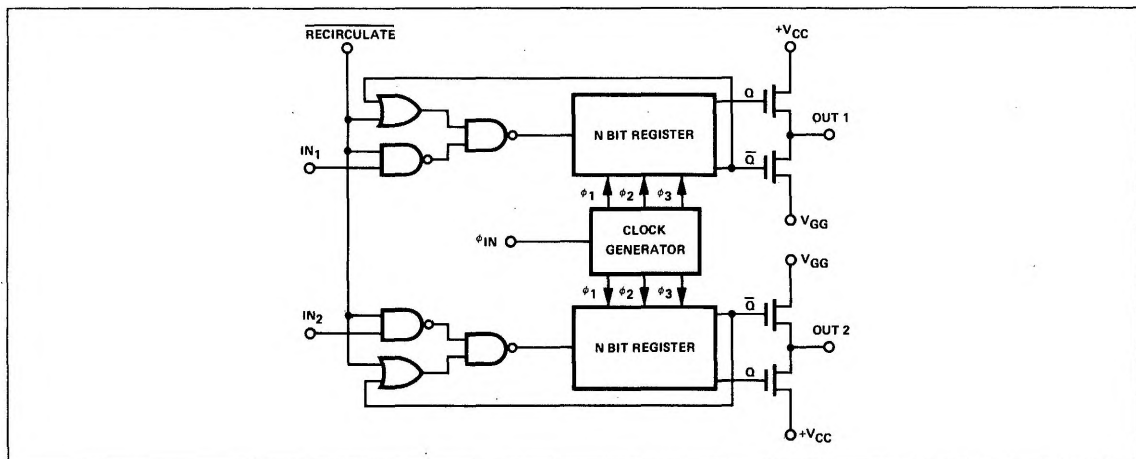 RECIRCULATE
+VCC
Q
N BIT REGISTER
OUT 1
IN1
Q̅
ϕ1 ϕ2 ϕ3
VGG
ϕIN
CLOCK
GENERATOR
VGG
ϕ1 ϕ2 ϕ3
IN2
Q̅
N BIT REGISTER
OUT 2
Q
+VCC